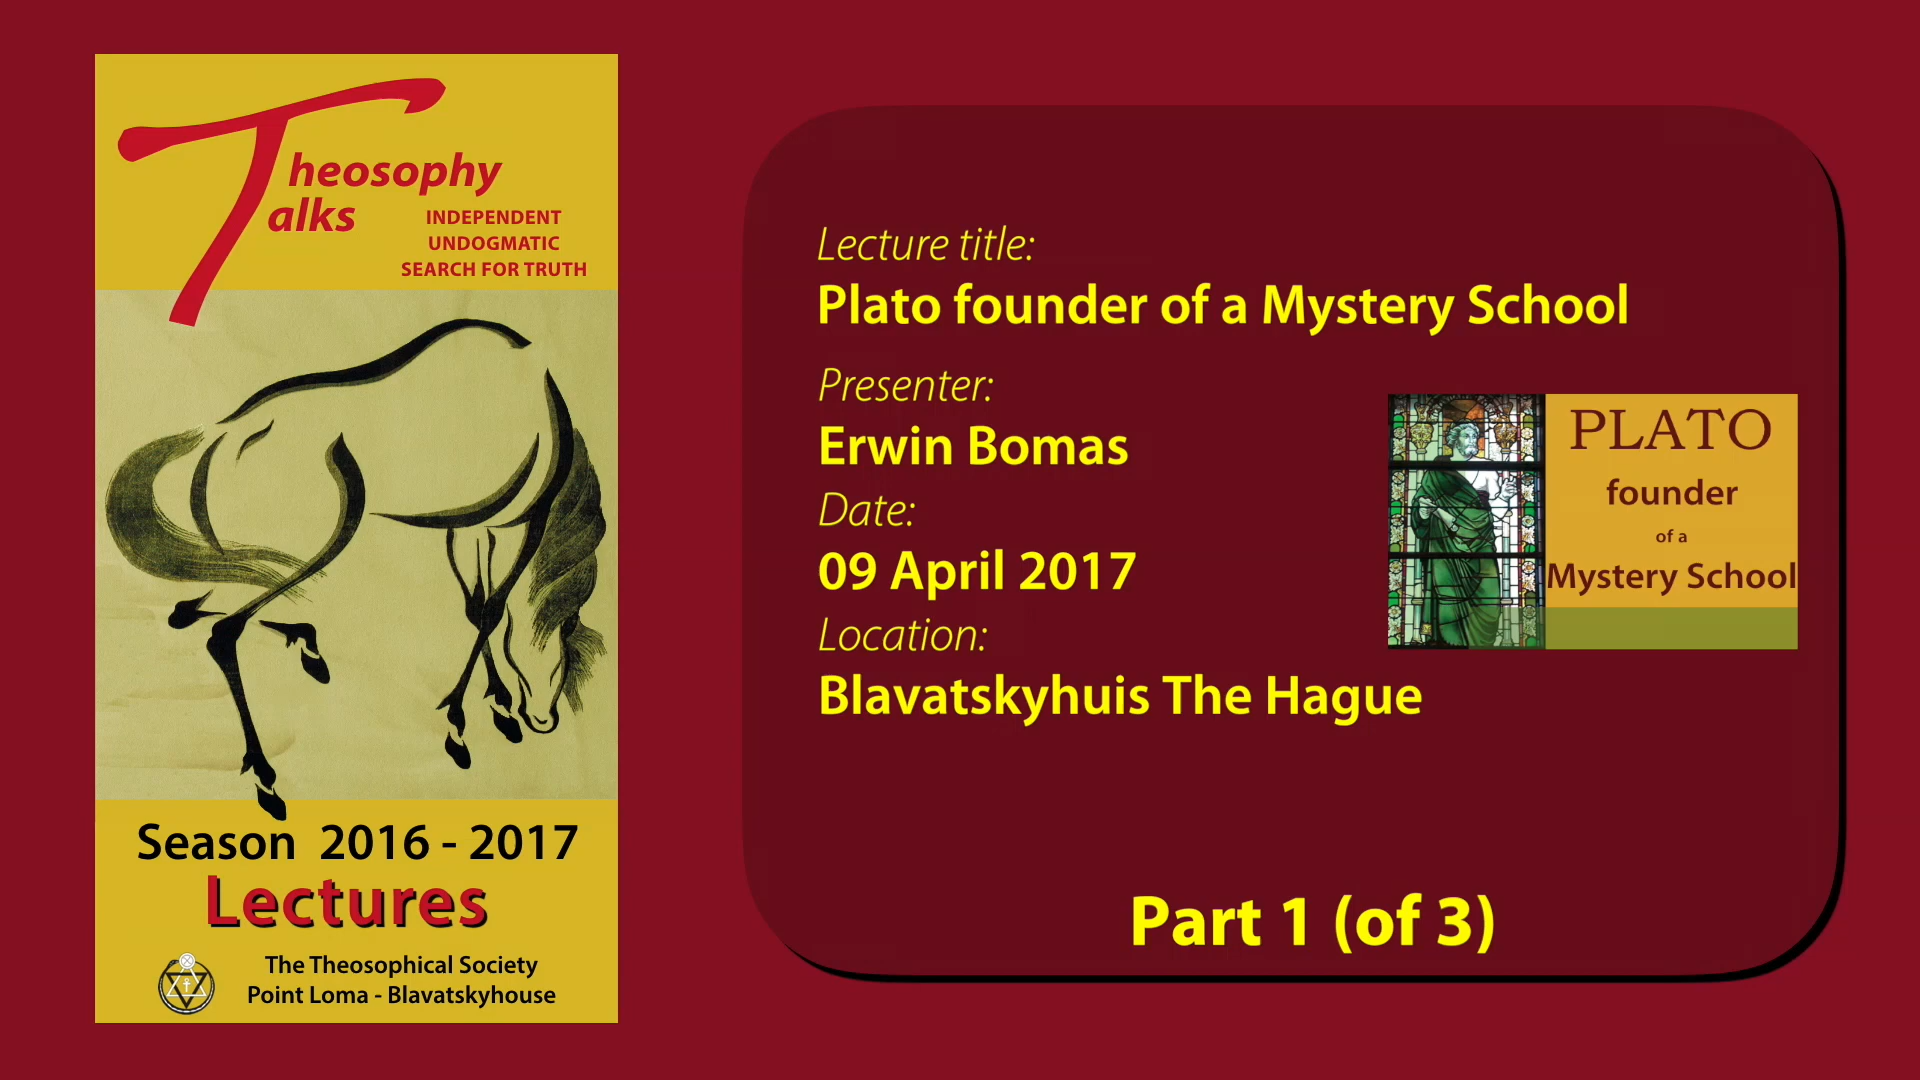 Theosophy
Talks
INDEPENDENT
UNDOGMATIC
SEARCH FOR TRUTH
Season 2016 - 2017
Lectures
The Theosophical Society
Point Loma - Blavatskyhouse
Lecture title:
Plato founder of a Mystery School
Presenter:
Erwin Bomas
Date:
09 April 2017
Location:
Blavatskyhuis The Hague
PLATO
founder
of a
Mystery School
Part 1 (of 3)